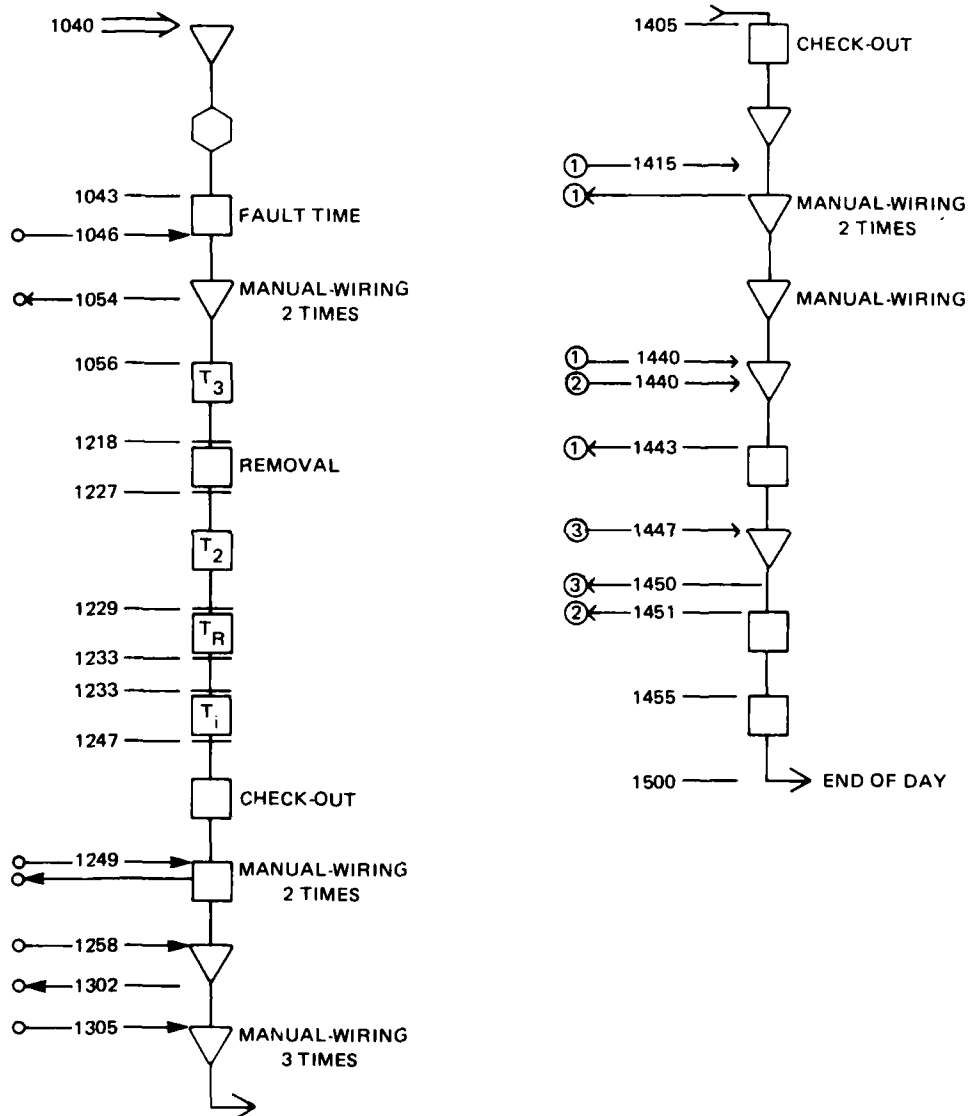 1040
1043
FAULT TIME
1046
MANUAL-WIRING
2 TIMES
1054
1056
T3
1218
REMOVAL
1227
T2
1229
TR
1233
1233
Ti
1247
CHECK-OUT
1249
MANUAL-WIRING
2 TIMES
1258
1302
1305
MANUAL-WIRING
3 TIMES
1405
CHECK-OUT
1 1415
1
MANUAL-WIRING
2 TIMES
MANUAL-WIRING
1 1440
2 1440
1 1443
3 1447
3 1450
2 1451
1455
1500 END OF DAY